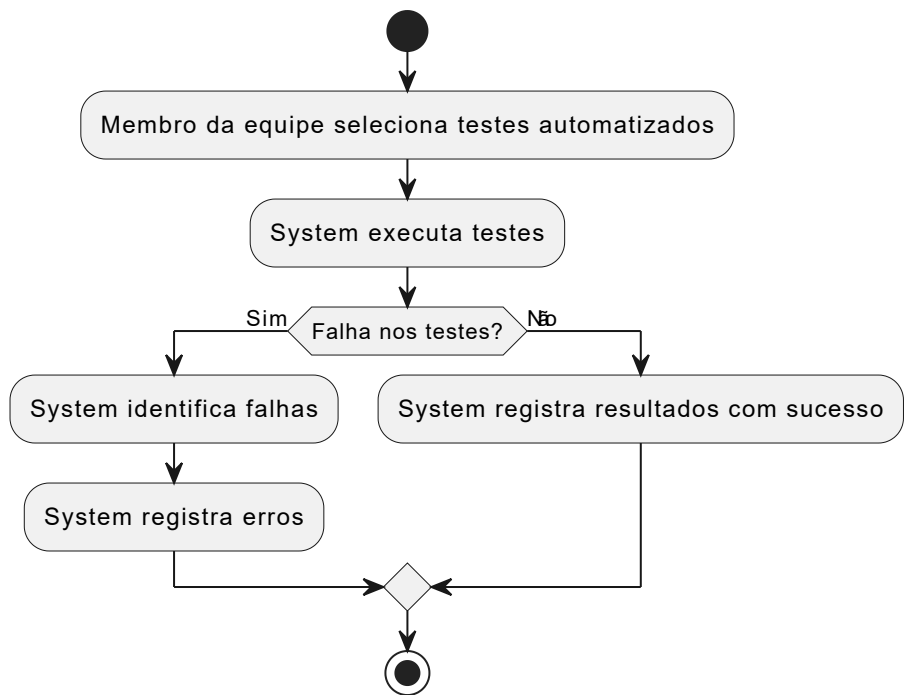 Membro da equipe seleciona testes automatizados
System executa testes
Sim
Falha nos testes?
Não
System identifica falhas
System registra resultados com sucesso
System registra erros